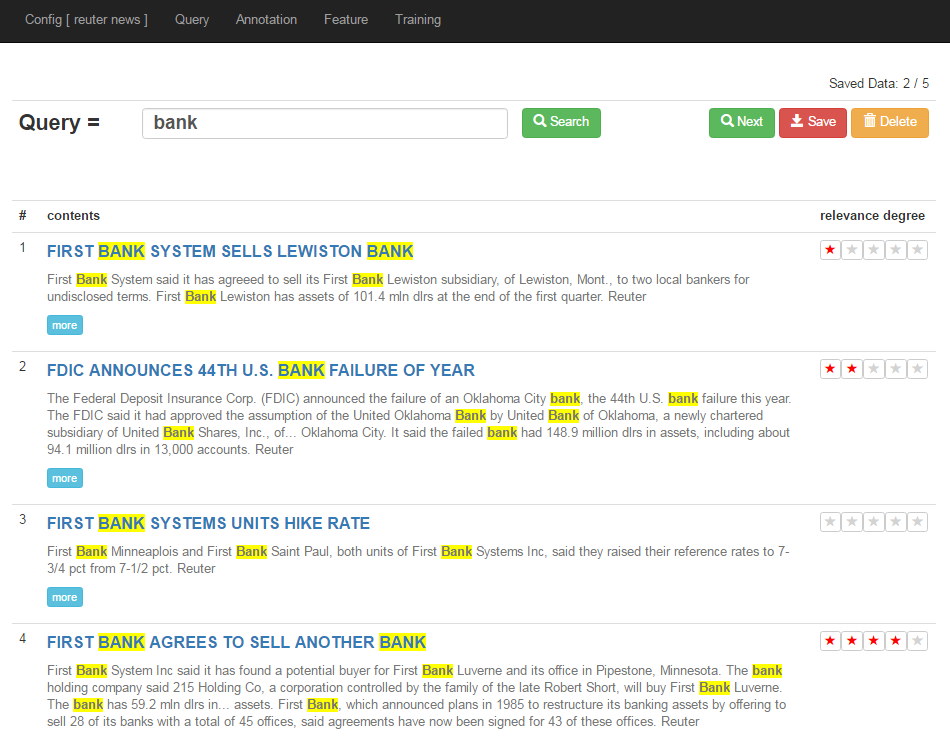 Config [ reuter news ] Query Annotation Feature Training
Saved Data: 2 / 5
Query = bank Search Next Save Delete
# contents relevance degree
1 FIRST BANK SYSTEM SELLS LEWISTON BANK
First Bank System said it has agreeed to sell its First Bank Lewiston subsidiary, of Lewiston, Mont., to two local bankers for
undisclosed terms. First Bank Lewiston has assets of 101.4 mln dlrs at the end of the first quarter. Reuter
more
2 FDIC ANNOUNCES 44TH U.S. BANK FAILURE OF YEAR
The Federal Deposit Insurance Corp. (FDIC) announced the failure of an Oklahoma City bank, the 44th U.S. bank failure this year.
The FDIC said it had approved the assumption of the United Oklahoma Bank by United Bank of Oklahoma, a newly chartered
subsidiary of United Bank Shares, Inc., of... Oklahoma City. It said the failed bank had 148.9 million dlrs in assets, including about
94.1 million dlrs in 13,000 accounts. Reuter
more
3 FIRST BANK SYSTEMS UNITS HIKE RATE
First Bank Minneaplois and First Bank Saint Paul, both units of First Bank Systems Inc, said they raised their reference rates to 7-
3/4 pct from 7-1/2 pct. Reuter
more
4 FIRST BANK AGREES TO SELL ANOTHER BANK
First Bank System Inc said it has found a potential buyer for First Bank Luverne and its office in Pipestone, Minnesota. The bank
holding company said 215 Holding Co, a corporation controlled by the family of the late Robert Short, will buy First Bank Luverne.
The bank has 59.2 mln dlrs in... assets. First Bank, which announced plans in 1985 to restructure its banking assets by offering to
sell 28 of its banks with a total of 45 offices, said agreements have now been signed for 43 of these offices. Reuter